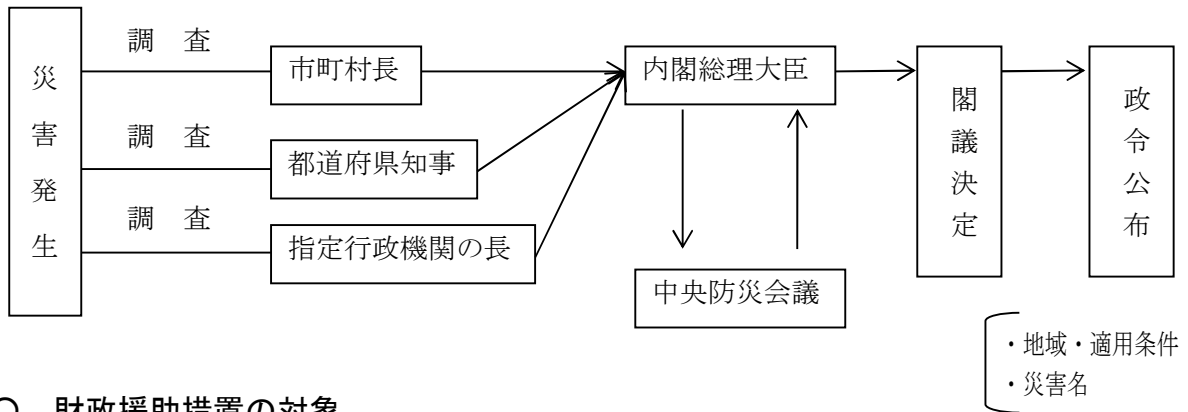 災害発生
調 査
市町村長
調 査
都道府県知事
調 査
指定行政機関の長
内閣総理大臣
中央防災会議
閣議決定
政令公布
・地域・適用条件
・災害名
○ 財政援助措置の対象